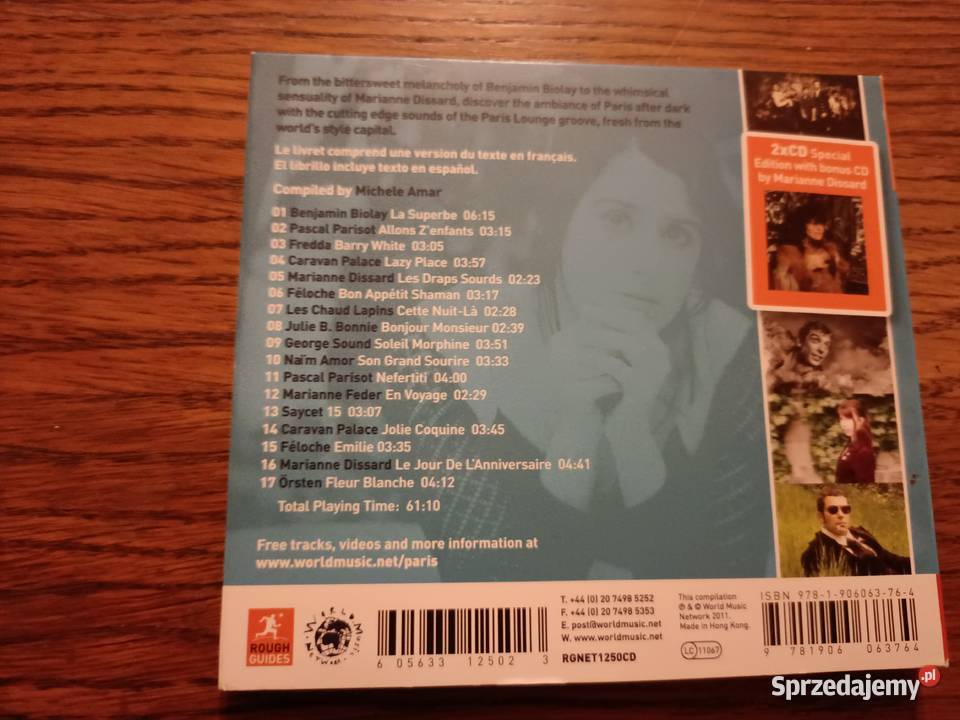 From the bittersweet melancholy of Benjamin Biolay to the whimsical
sensuality of Marianne Dissard, discover the ambiance of Paris after dark
with the cutting edge sounds of the Paris Lounge groove, fresh from the
world's style capital.
Le livret comprend une version du texte en français.
El librillo incluye texto en español.
Compiled by Michele Amar
01 Benjamin Biolay La Superbe 06:15
02 Pascal Parisot Allons Z'enfants 03:15
03 Fredda Barry White 03:05
04 Caravan Palace Lazy Place 03:57
05 Marianne Dissard Les Draps Sourds 02:23
06 Féloche Bon Appétit Shaman 03:17
07 Les Chaud Lapins Cette Nuit-Là 02:28
08 Julie B. Bonnie Bonjour Monsieur 02:39
09 George Sound Soleil Morphine 03:51
10 Naïm Amor Son Grand Sourire 03:33
11 Pascal Parisot Nefertiti 04:00
12 Marianne Feder En Voyage 02:29
13 Saycet 15 03:07
14 Caravan Palace Jolie Coquine 03:45
15 Féloche Emilie 03:35
16 Marianne Dissard Le Jour De L'Anniversaire 04:41
17 Örsten Fleur Blanche 04:12
Total Playing Time: 61:10
Free tracks, videos and more information at
www.worldmusic.net/paris
2xCD Special
Edition with bonus CD
by Marianne Dissard
ROUGH
GUIDES
World Music Network
6 05633 12502 3
T. +44 (0) 20 7498 5252
F. +44 (0) 20 7498 5353
E. post@worldmusic.net
W. www.worldmusic.net
RGNET1250CD
This compilation
℗ & © World Music
Network 2011.
Made in Hong Kong.
LC 11067
ISBN 978-1-906063-76-4
9 781906 063764
Sprzedajemy.pl